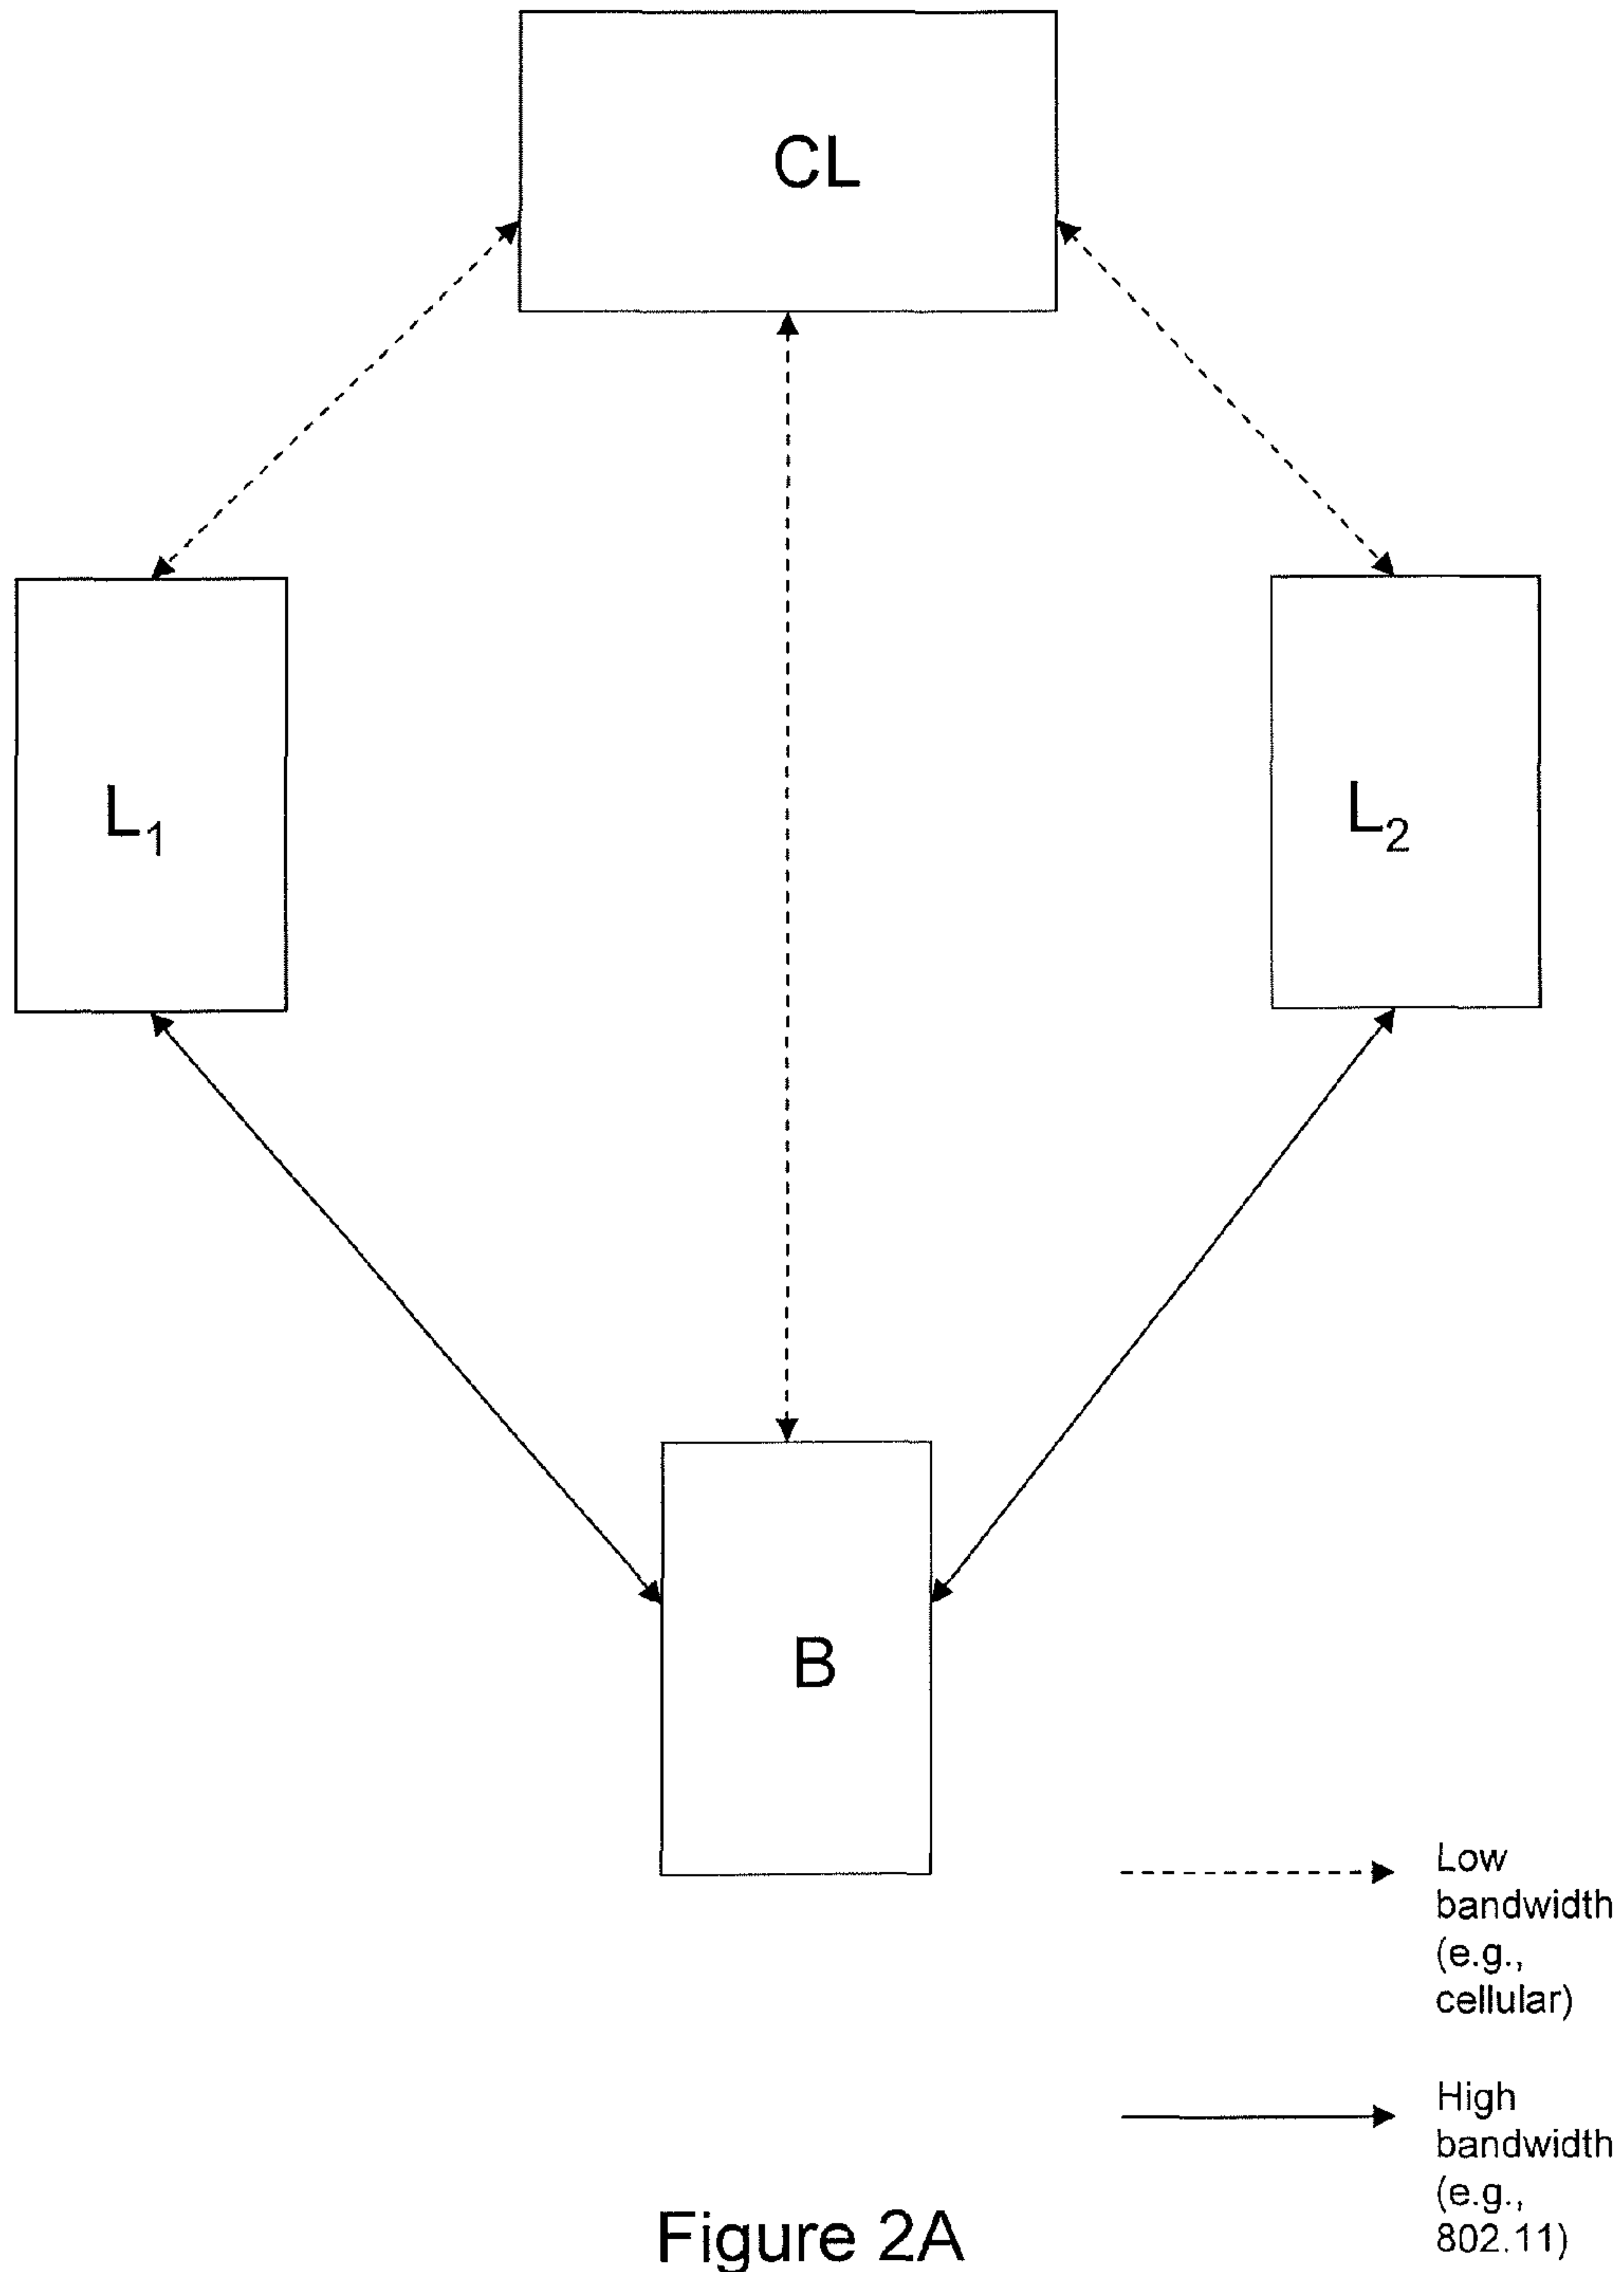 CL
L₁
L₂
B
Low
bandwidth
(e.g.,
cellular)
High
bandwidth
(e.g.,
802.11)
Figure 2A